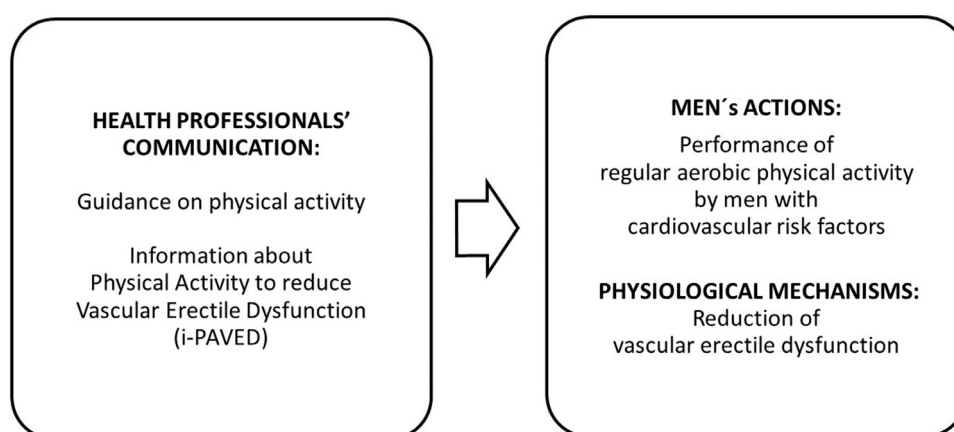 HEALTH PROFESSIONALS’
COMMUNICATION:
Guidance on physical activity
Information about
Physical Activity to reduce
Vascular Erectile Dysfunction
(i-PAVED)
MEN´s ACTIONS:
Performance of
regular aerobic physical activity
by men with
cardiovascular risk factors
PHYSIOLOGICAL MECHANISMS:
Reduction of
vascular erectile dysfunction